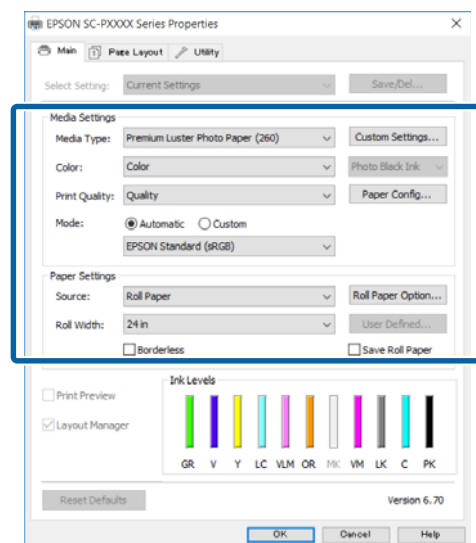 EPSON SC-PXXXX Series Properties
Main Page Layout Utility
Select Setting: Current Settings Save/Del...
Media Settings
Media Type: Premium Luster Photo Paper (260) Custom Settings...
Color: Color Photo Black Ink
Print Quality: Quality Paper Config...
Mode: Automatic Custom
EPSON Standard (sRGB)
Paper Settings
Source: Roll Paper Roll Paper Option...
Roll Width: 24 in User Defined...
Borderless Save Roll Paper
Ink Levels
Print Preview
Layout Manager
GR V Y LC VLM OR MK VM LK C PK
Reset Defaults Version 6.70
OK Cancel Help